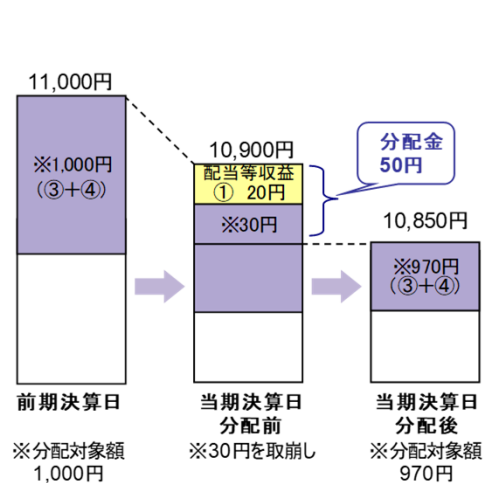 11,000円
※1,000円
(③+④)
10,900円
配当等収益
① 20円
※30円
分配金
50円
10,850円
※970円
(③+④)
前期決算日
当期決算日
分配前
当期決算日
分配後
※分配対象額
1,000円
※30円を取崩し
※分配対象額
970円